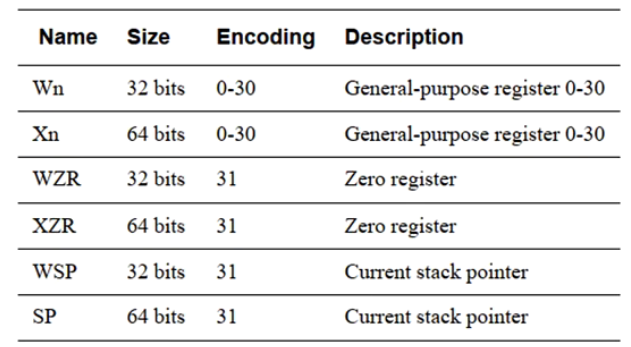 Name Size Encoding Description
Wn 32 bits 0-30 General-purpose register 0-30
Xn 64 bits 0-30 General-purpose register 0-30
WZR 32 bits 31 Zero register
XZR 64 bits 31 Zero register
WSP 32 bits 31 Current stack pointer
SP 64 bits 31 Current stack pointer